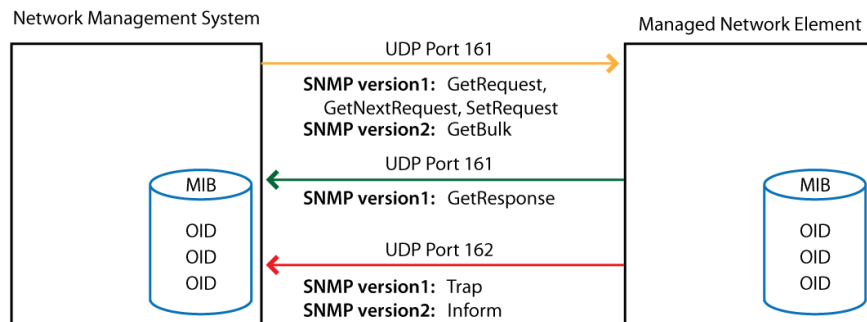 Network Management System
Managed Network Element
UDP Port 161
SNMP version1: GetRequest,
GetNextRequest, SetRequest
SNMP version2: GetBulk
UDP Port 161
SNMP version1: GetResponse
UDP Port 162
SNMP version1: Trap
SNMP version2: Inform
MIB
OID
OID
OID
MIB
OID
OID
OID